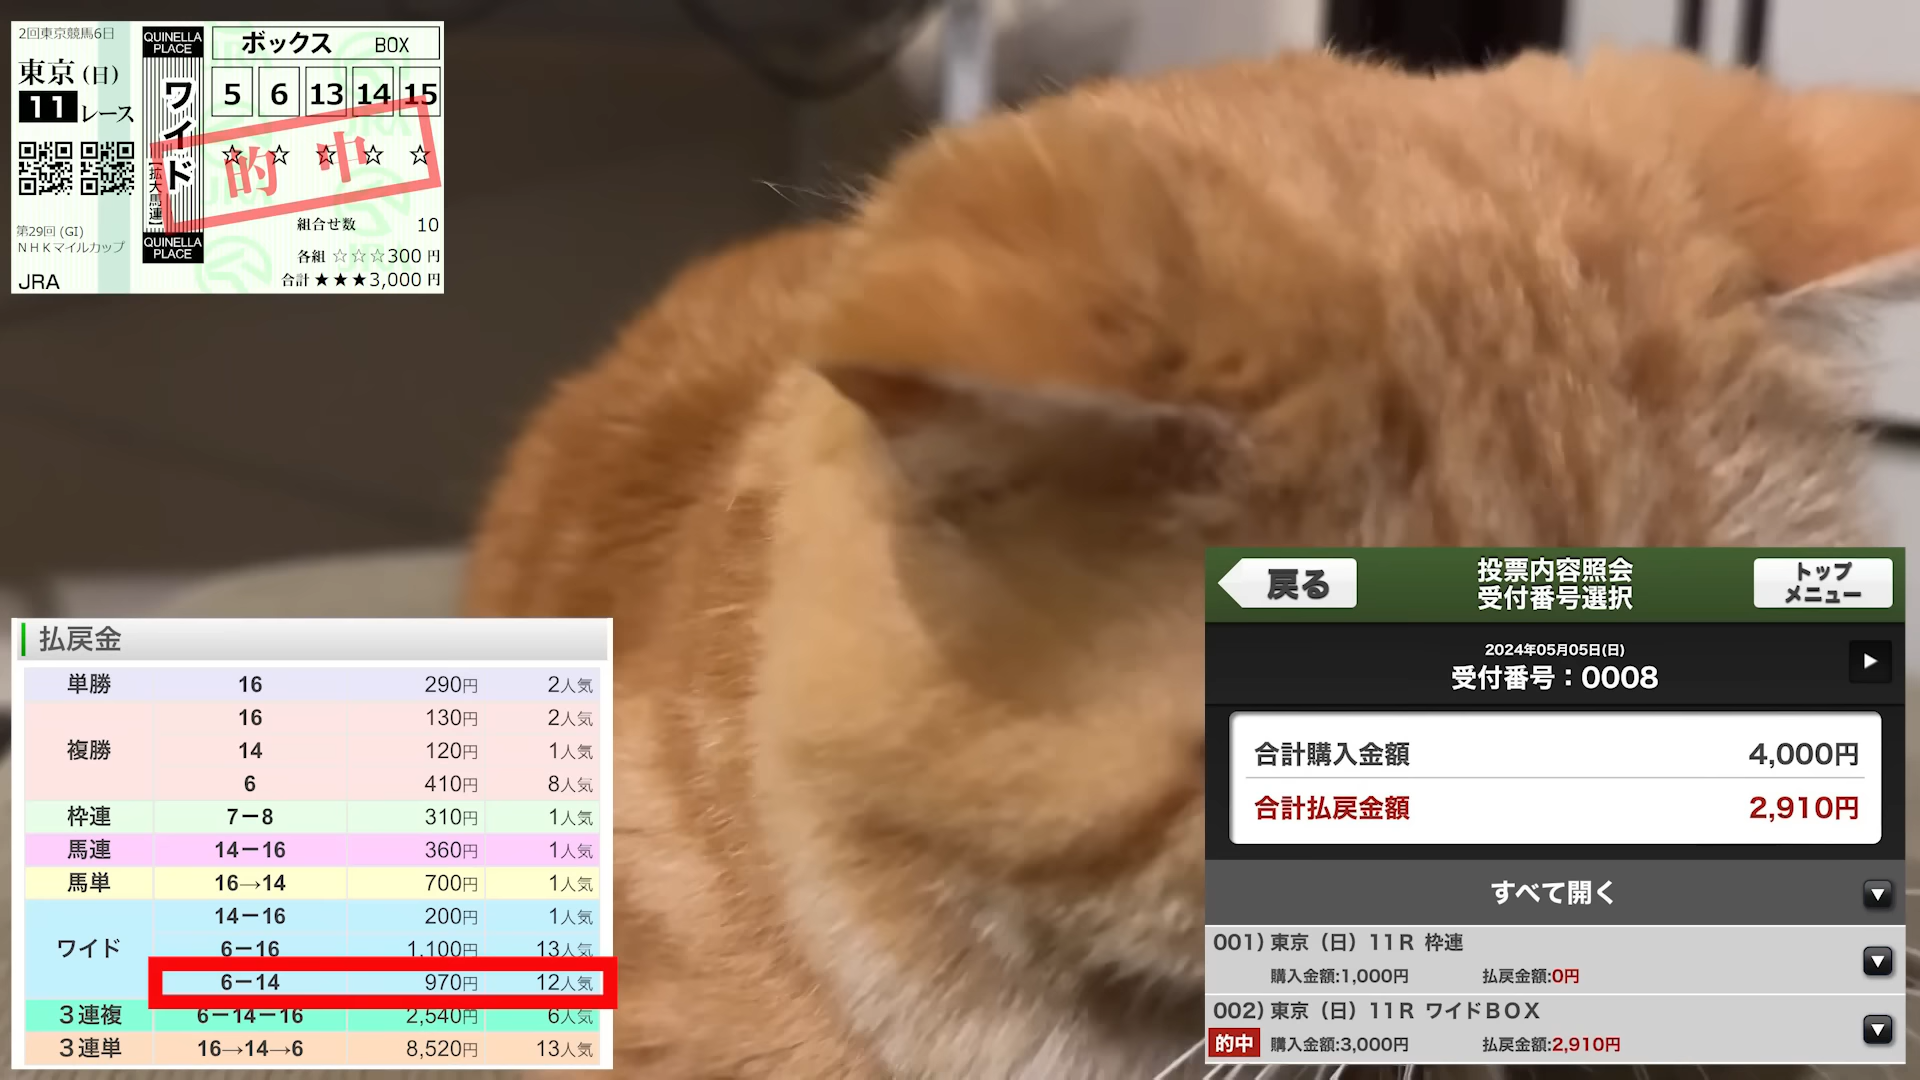 2回東京競馬6日
東京(日)
11レース
第29回(GI)
NHKマイルカップ
JRA
QUINELLA
PLACE
ワイド
【拡大馬連】
QUINELLA
PLACE
ボックス BOX
5 6 13 14 15
☆ ☆ ☆ ☆ ☆
的中
組合せ数 10
各組 ☆☆☆300円
合計★★★3,000円
払戻金
単勝 16 290円 2人気
複勝 16 130円 2人気
14 120円 1人気
6 410円 8人気
枠連 7－8 310円 1人気
馬連 14－16 360円 1人気
馬単 16→14 700円 1人気
ワイド 14－16 200円 1人気
6－16 1,100円 13人気
6－14 970円 12人気
3連複 6－14－16 2,540円 6人気
3連単 16→14→6 8,520円 13人気
戻る
投票内容照会
受付番号選択
トップ
メニュー
2024年05月05日(日)
受付番号：0008
合計購入金額 4,000円
合計払戻金額 2,910円
すべて開く
001) 東京（日）11R 枠連
購入金額:1,000円 払戻金額:0円
002) 東京（日）11R ワイドBOX
的中 購入金額:3,000円 払戻金額:2,910円